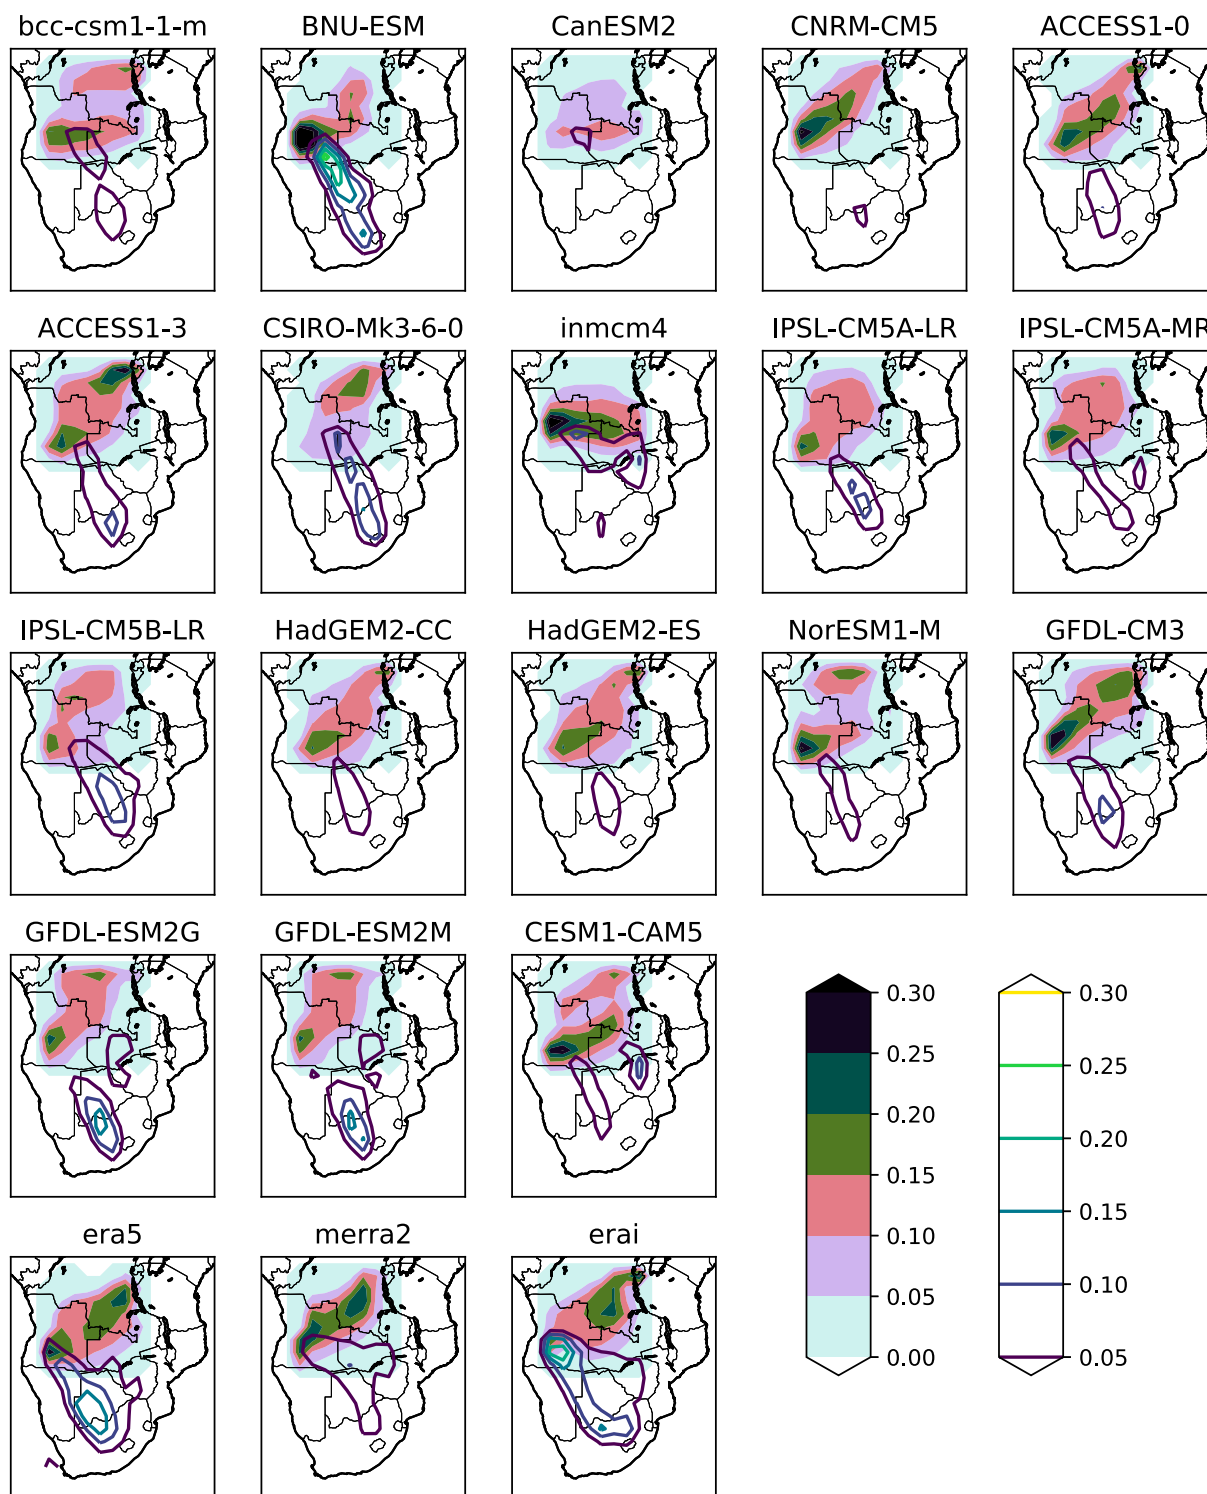 bcc-csm1-1-m
BNU-ESM
CanESM2
CNRM-CM5
ACCESS1-0
ACCESS1-3
CSIRO-Mk3-6-0
inmcm4
IPSL-CM5A-LR
IPSL-CM5A-MR
IPSL-CM5B-LR
HadGEM2-CC
HadGEM2-ES
NorESM1-M
GFDL-CM3
GFDL-ESM2G
GFDL-ESM2M
CESM1-CAM5
0.30
0.25
0.20
0.15
0.10
0.05
0.00
0.30
0.25
0.20
0.15
0.10
0.05
era5
merra2
erai